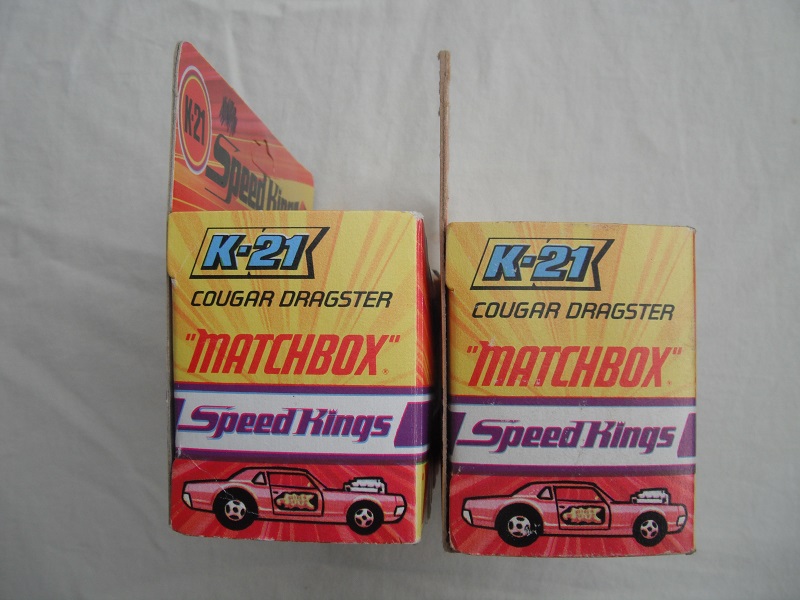 K-21
Speed Kings
K-21
COUGAR DRAGSTER
"MATCHBOX"®
Speed Kings
K-21
COUGAR DRAGSTER
"MATCHBOX"®
Speed Kings